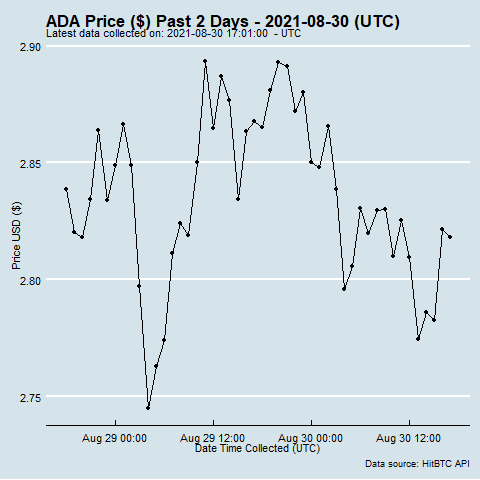 ADA Price ($) Past 2 Days - 2021-08-30 (UTC)
Latest data collected on: 2021-08-30 17:01:00  - UTC
2.90
2.85
2.80
2.75
Price USD ($)
Aug 29 00:00 Aug 29 12:00 Aug 30 00:00 Aug 30 12:00
Date Time Collected (UTC)
Data source: HitBTC API